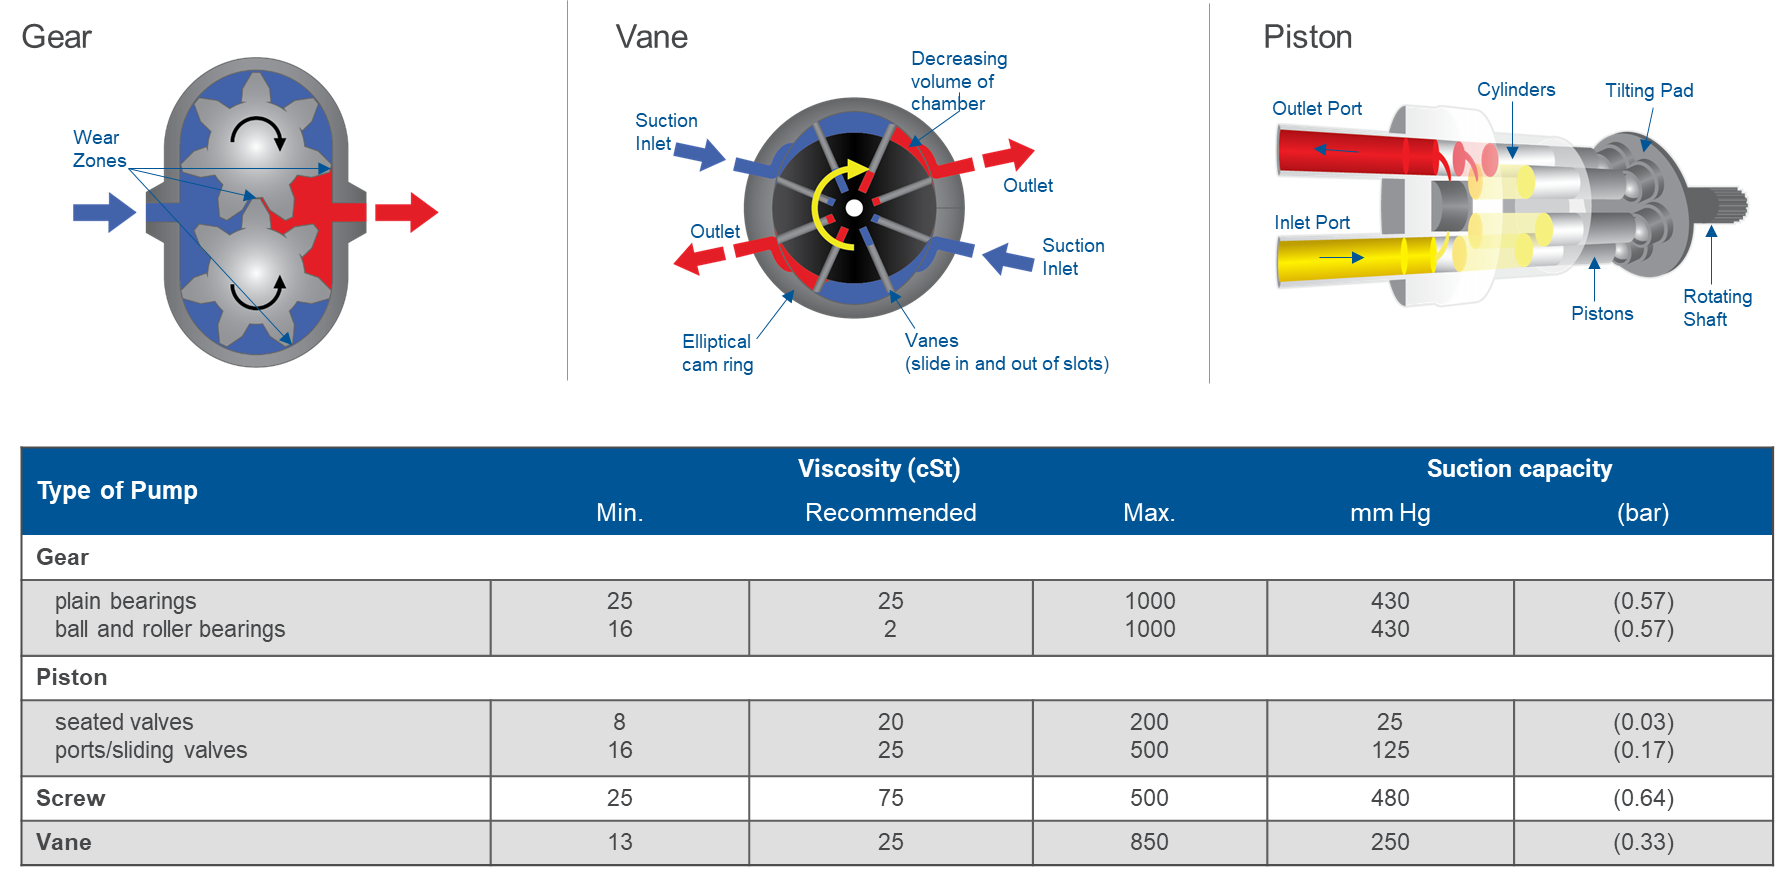 Gear
Wear
Zones
Vane
Decreasing
volume of
chamber
Suction
Inlet
Outlet
Outlet
Suction
Inlet
Elliptical
cam ring
Vanes
(slide in and out of slots)
Piston
Cylinders
Tilting Pad
Outlet Port
Inlet Port
Pistons
Rotating
Shaft
Type of Pump Viscosity (cSt) Suction capacity
Min. Recommended Max. mm Hg (bar)
Gear
plain bearings 25 25 1000 430 (0.57)
ball and roller bearings 16 2 1000 430 (0.57)
Piston
seated valves 8 20 200 25 (0.03)
ports/sliding valves 16 25 500 125 (0.17)
Screw 25 75 500 480 (0.64)
Vane 13 25 850 250 (0.33)